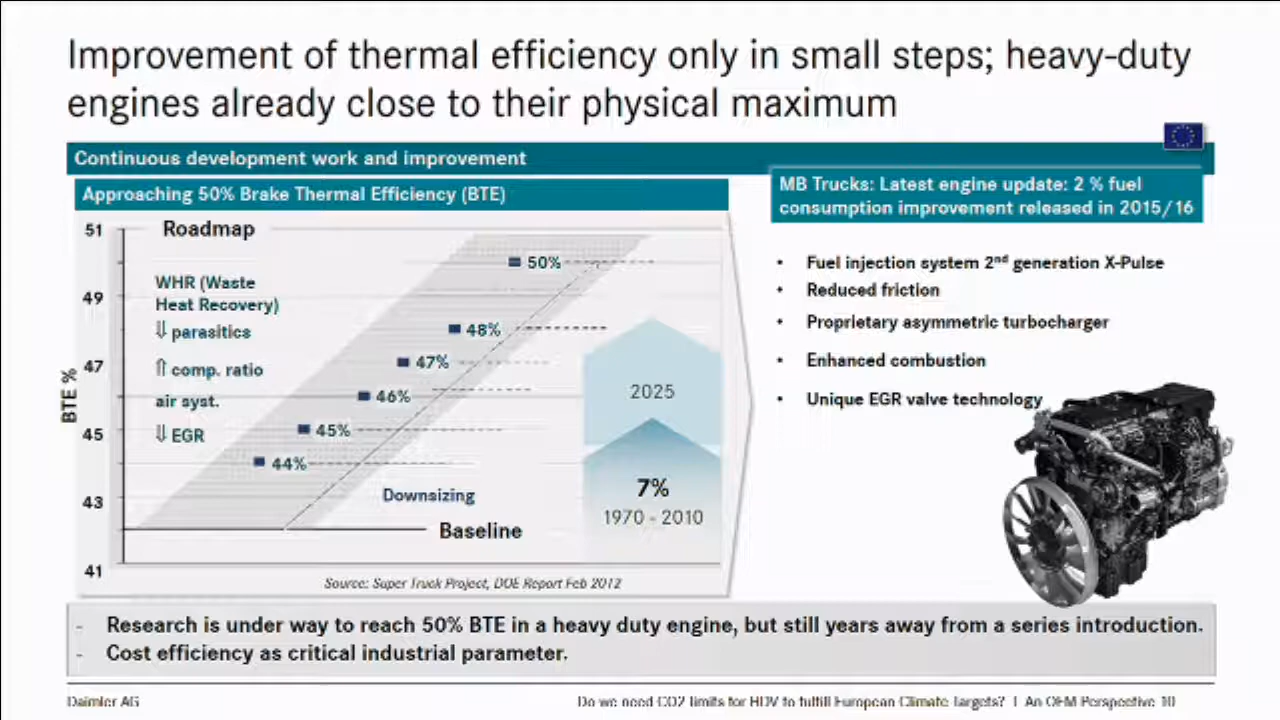 Improvement of thermal efficiency only in small steps; heavy-duty
engines already close to their physical maximum
Continuous development work and improvement
Approaching 50% Brake Thermal Efficiency (BTE)
MB Trucks: Latest engine update: 2 % fuel
consumption improvement released in 2015/16
51
49
47
45
43
41
BTE %
Roadmap
WHR (Waste
Heat Recovery)
⇓ parasitics
⇑ comp. ratio
air syst.
⇓ EGR
50%
48%
47%
46%
45%
44%
Downsizing
Baseline
2025
7%
1970 - 2010
Source: Super Truck Project, DOE Report Feb 2012
• Fuel injection system 2nd generation X-Pulse
• Reduced friction
• Proprietary asymmetric turbocharger
• Enhanced combustion
• Unique EGR valve technology
- Research is under way to reach 50% BTE in a heavy duty engine, but still years away from a series introduction.
- Cost efficiency as critical industrial parameter.
Daimler AG
Do we need CO2 limits for HDV to fulfill European Climate Targets? I An OEM Perspective 10